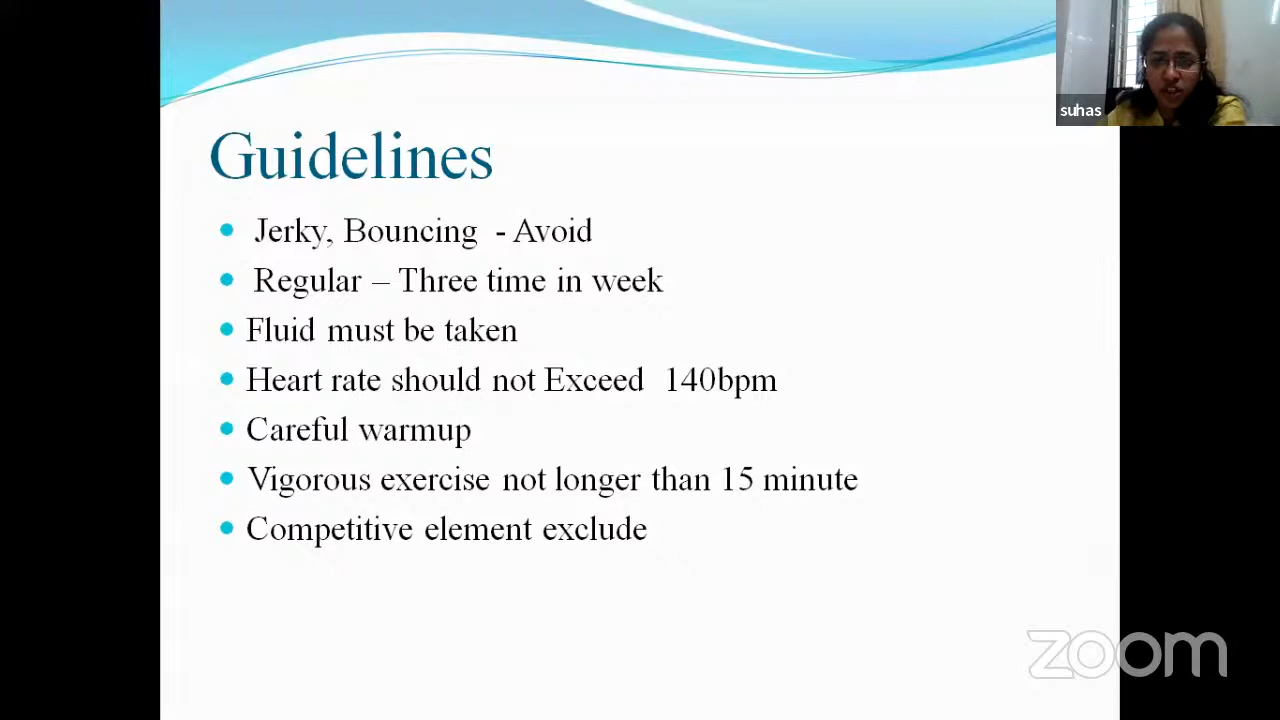 suhas
Guidelines
Jerky, Bouncing - Avoid
Regular – Three time in week
Fluid must be taken
Heart rate should not Exceed 140bpm
Careful warmup
Vigorous exercise not longer than 15 minute
Competitive element exclude
zoom